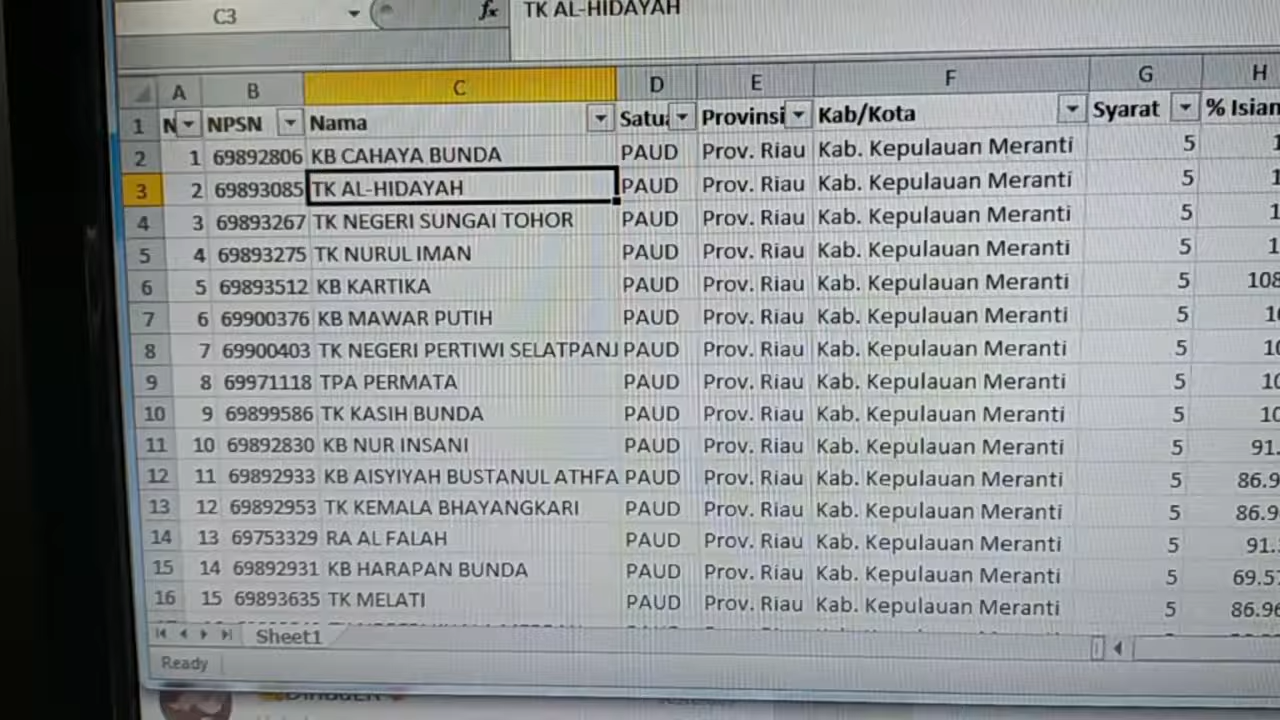 C3 fx TK AL-HIDAYAH
A B C D E F G H
1 N NPSN Nama Provinsi Kab/Kota Syarat %
2 1 69892806 KB CAHAYA BUNDA PAUD Prov. Riau Kab. Kepulauan Meranti 5
3 2 69893085 TK AL-HIDAYAH PAUD Prov. Riau Kab. Kepulauan Meranti 5
4 3 69893267 TK NEGERI SUNGAI TOHOR PAUD Prov. Riau Kab. Kepulauan Meranti 5
5 4 69893275 TK NURUL IMAN PAUD Prov. Riau Kab. Kepulauan Meranti 5
6 5 69893512 KB KARTIKA PAUD Prov. Riau Kab. Kepulauan Meranti 5 108
7 6 69900376 KB MAWAR PUTIH PAUD Prov. Riau Kab. Kepulauan Meranti 5
8 7 69900403 TK NEGERI PERTIWI SELATPANJ PAUD Prov. Riau Kab. Kepulauan Meranti 5
9 8 69971118 TPA PERMATA PAUD Prov. Riau Kab. Kepulauan Meranti 5
10 9 69899586 TK KASIH BUNDA PAUD Prov. Riau Kab. Kepulauan Meranti 5
11 10 69892830 KB NUR INSANI PAUD Prov. Riau Kab. Kepulauan Meranti 5 91.
12 11 69892933 KB AISYIYAH BUSTANUL ATHFA PAUD Prov. Riau Kab. Kepulauan Meranti 5 86.9
13 12 69892953 TK KEMALA BHAYANGKARI PAUD Prov. Riau Kab. Kepulauan Meranti 5 86.9
14 13 69753329 RA AL FALAH PAUD Prov. Riau Kab. Kepulauan Meranti 5 91.
15 14 69892931 KB HARAPAN BUNDA PAUD Prov. Riau Kab. Kepulauan Meranti 5 69.5
16 15 69893635 TK MELATI PAUD Prov. Riau Kab. Kepulauan Meranti 5 86.96
Sheet1
Ready